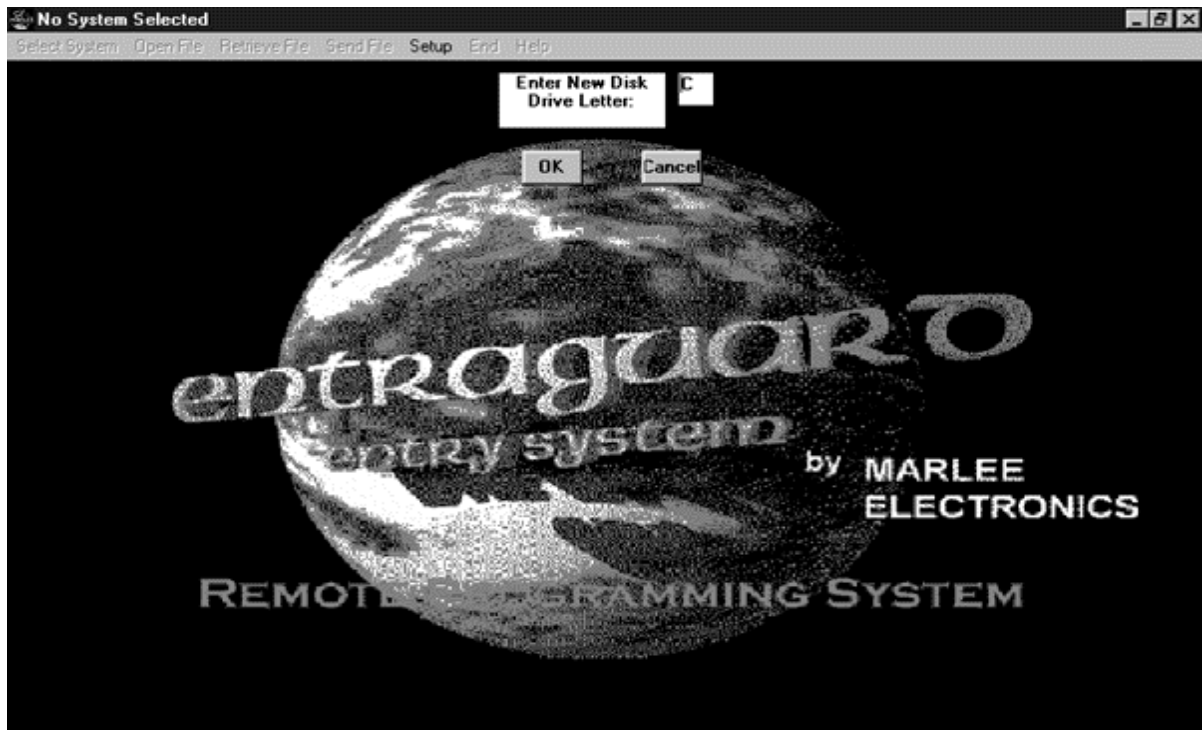 No System Selected
Select System Open File Retrieve File Send File Setup End Help
Enter New Disk
Drive Letter:
C
OK Cancel
entraguard
entry system
by MARLEE
ELECTRONICS
REMOTE PROGRAMMING SYSTEM